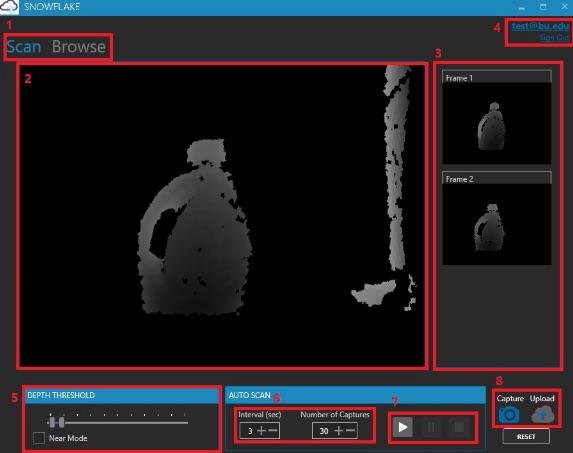 SNOWFLAKE
1
4
test@bu.edu
Sign Out
Scan Browse
2
3
Frame 1
Frame 2
5
DEPTH THRESHOLD
Near Mode
AUTO SCAN
6
Interval (sec) Number of Captures
3 + − 30 + −
7
8
Capture Upload
RESET